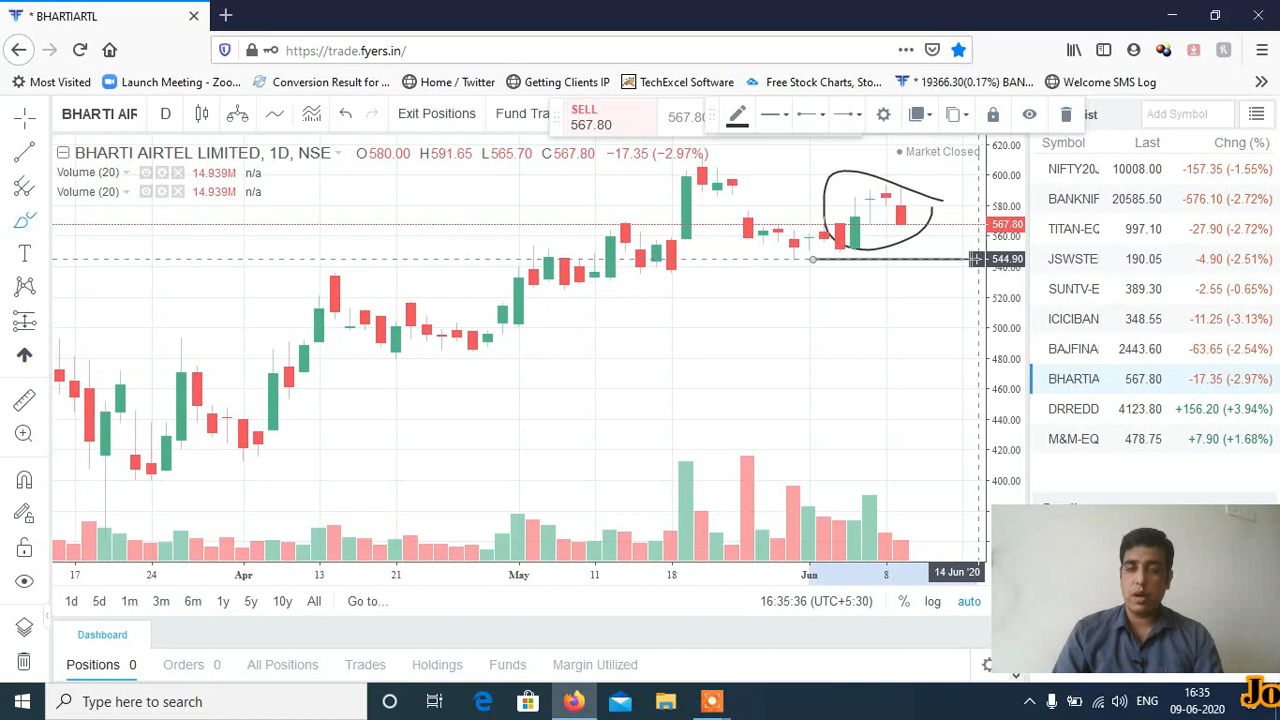 * BHARTIARTL
https://trade.fyers.in/
Most Visited
Launch Meeting - Zoo...
Conversion Result for ...
Home / Twitter
Getting Clients IP
TechExcel Software
Free Stock Charts, Sto...
* 19366.30(0.17%) BAN...
Welcome SMS Log
BHARTI AIR
D
Exit Positions
Fund Tra
SELL
567.80
567.80
ist
Add Symbol
BHARTI AIRTEL LIMITED, 1D, NSE
O580.00 H591.65 L565.70 C567.80 −17.35 (−2.97%)
Market Closed
Volume (20) 14.939M n/a
Volume (20) 14.939M n/a
620.00
600.00
580.00
567.80
560.00
544.90
540.00
520.00
500.00
480.00
460.00
440.00
420.00
400.00
Symbol Last Chng (%)
NIFTY20J 10008.00 -157.35 (-1.55%)
BANKNIF 20585.50 -576.10 (-2.72%)
TITAN-EQ 997.10 -27.90 (-2.72%)
JSWSTE 190.05 -4.90 (-2.51%)
SUNTV-E 389.30 -2.55 (-0.65%)
ICICIBAN 348.55 -11.25 (-3.13%)
BAJFINA 2443.60 -63.65 (-2.54%)
BHARTIA 567.80 -17.35 (-2.97%)
DRREDD 4123.80 +156.20 (+3.94%)
M&M-EQ 478.75 +7.90 (+1.68%)
17 24 Apr 13 21 May 11 18 Jun 8 14 Jun '20
1d 5d 1m 3m 6m 1y 5y 10y All Go to...
16:35:36 (UTC+5:30) % log auto
Dashboard
Positions 0 Orders 0 All Positions Trades Holdings Funds Margin Utilized
Type here to search
ENG
16:35
09-06-2020
Jo